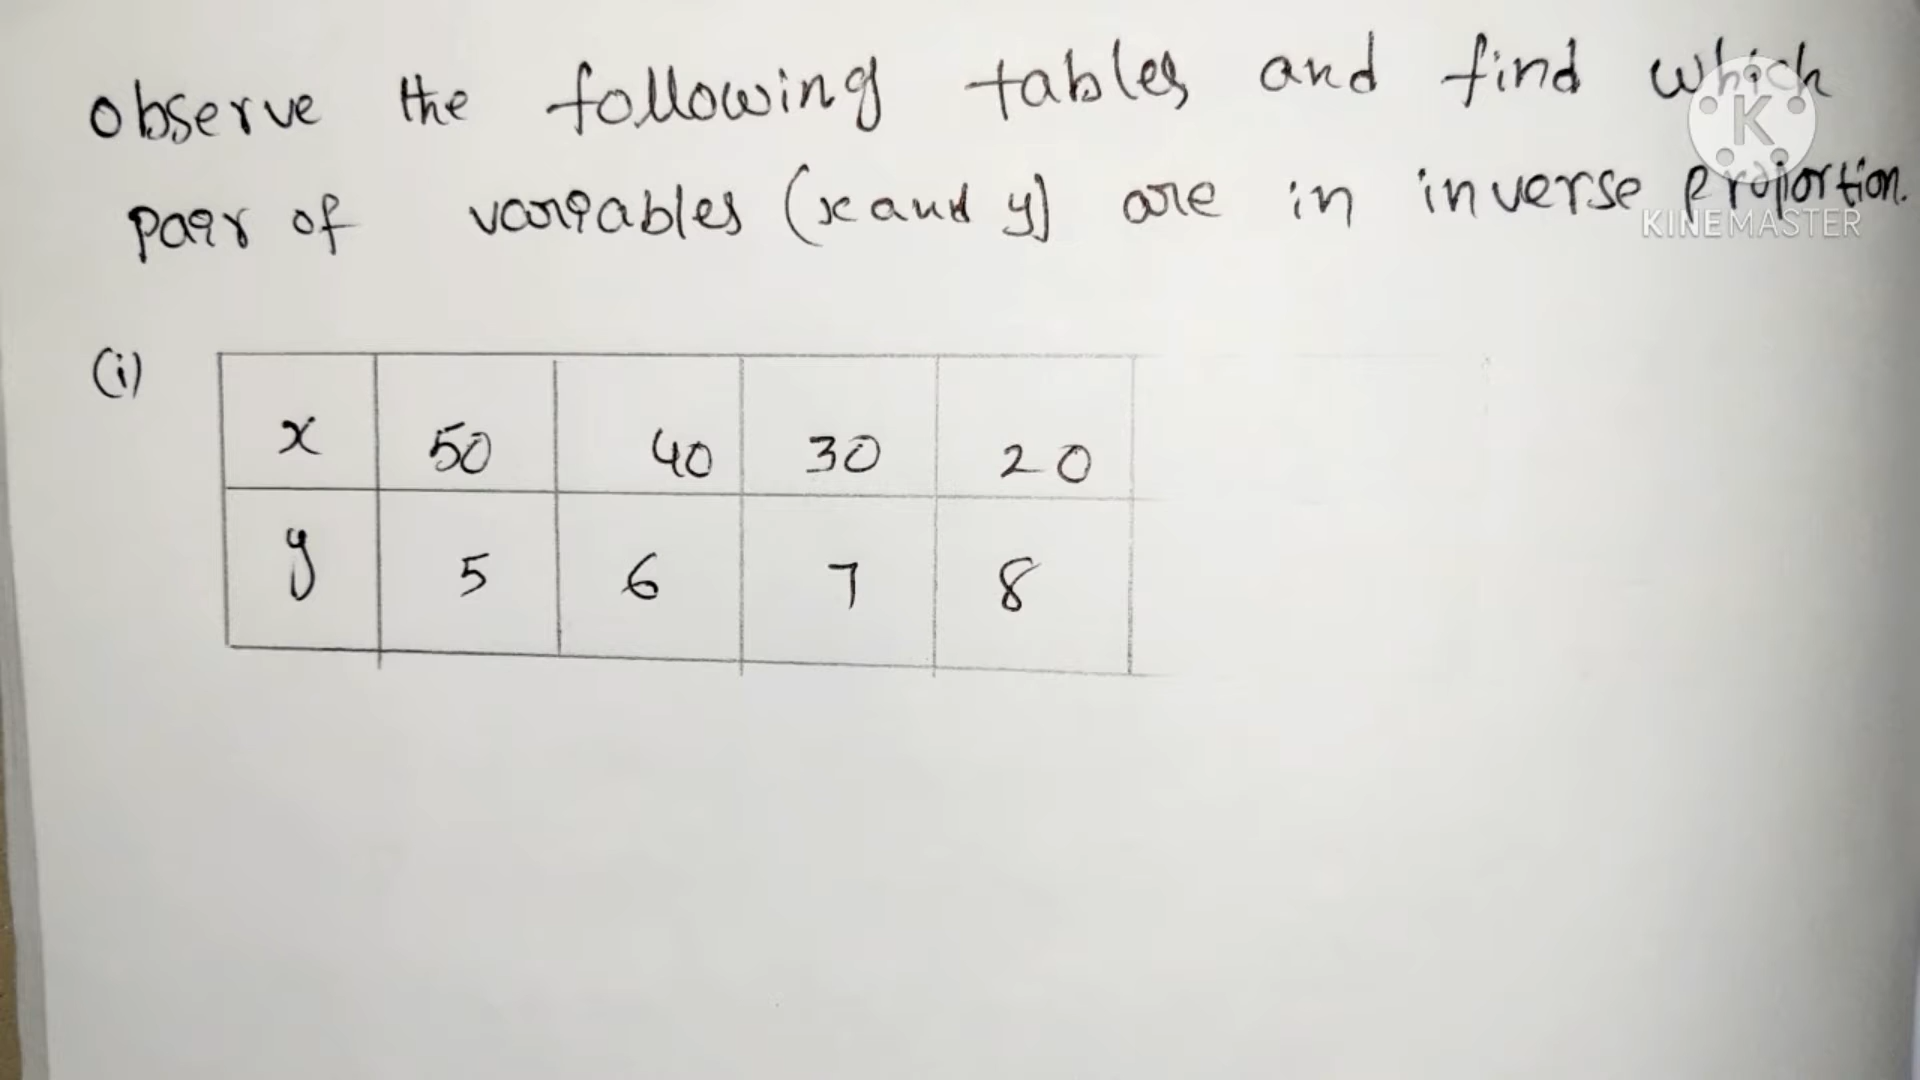 observe the following tables and find which
pair of variables (x and y) are in inverse proportion.
K
KINEMASTER
(i)
x 50 40 30 20
y 5 6 7 8